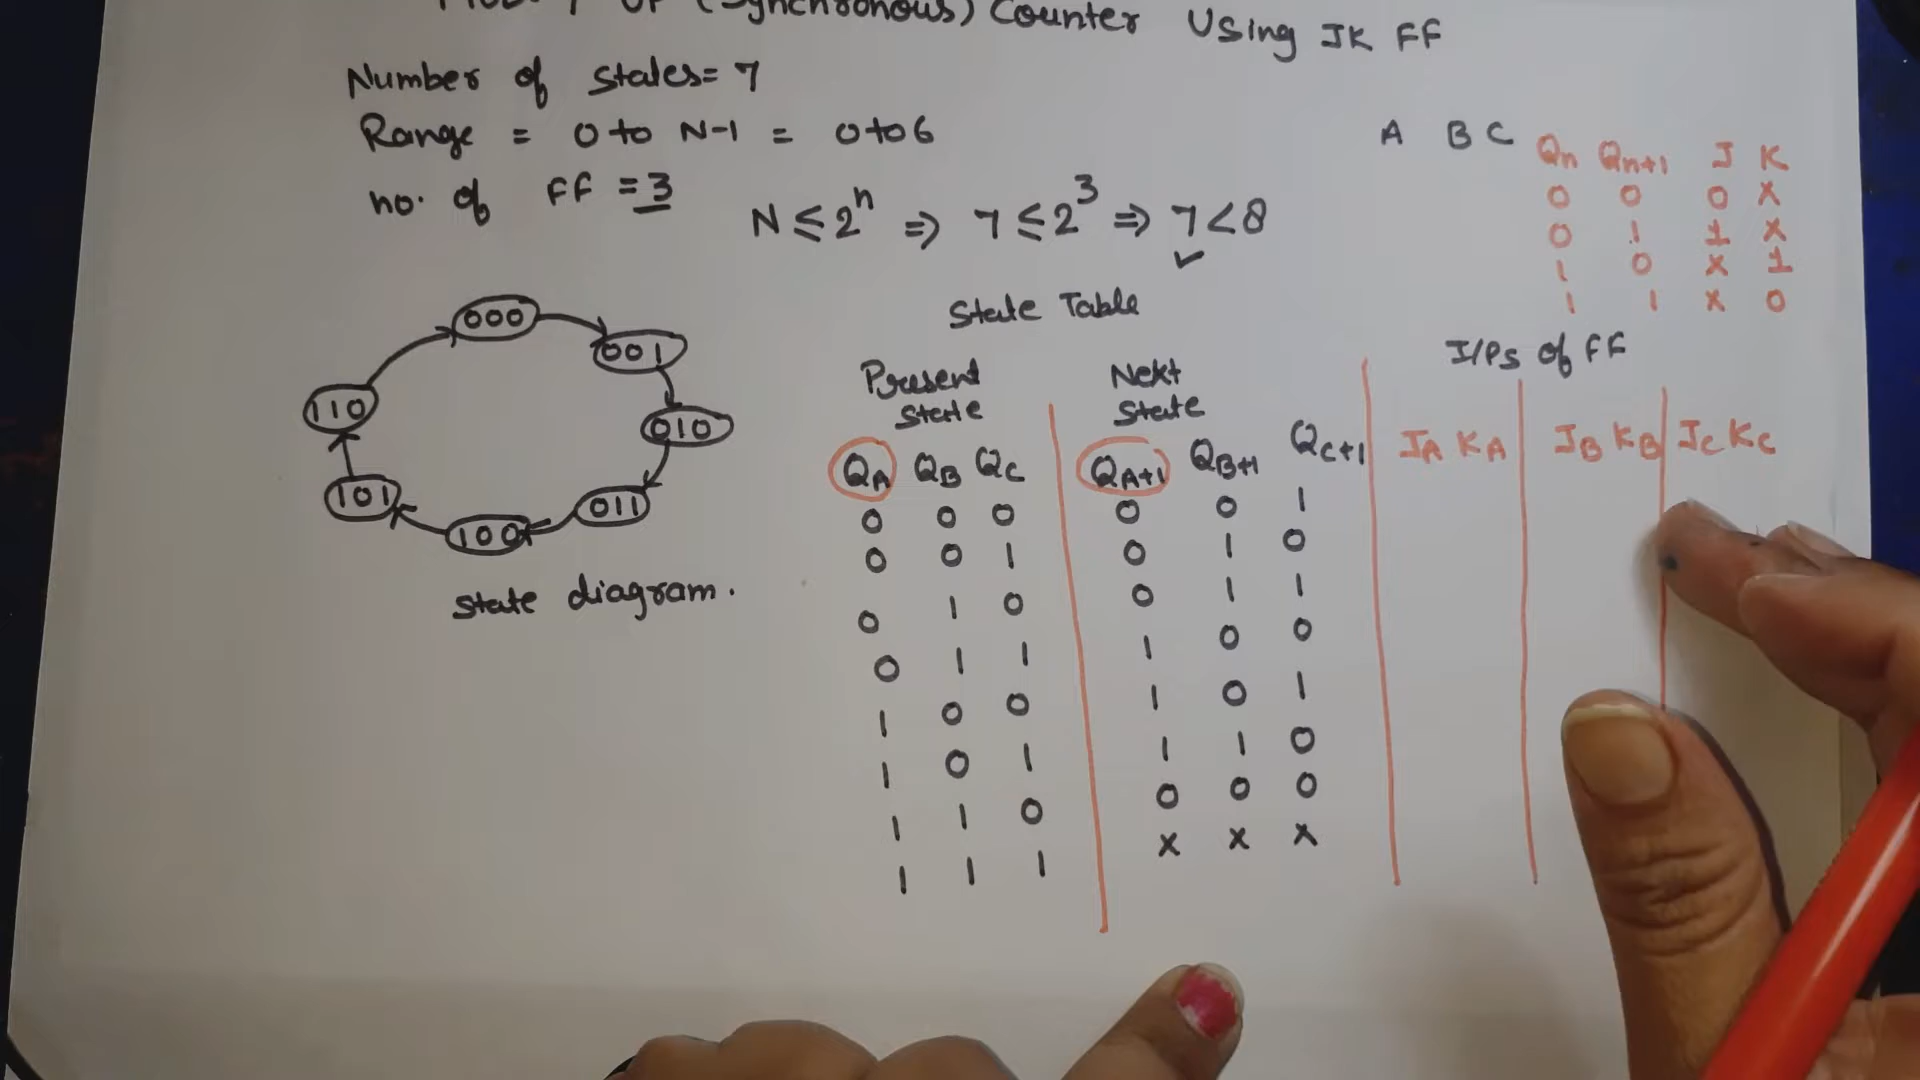 (Synchronous) Counter Using JK FF
Number of states = 7
Range = 0 to N-1 = 0 to 6
no. of FF = 3
N ≤ 2^n ⇒ 7 ≤ 2^3 ⇒ 7 < 8
✓
A B C
Qn Qn+1 J K
0 0 0 X
0 1 1 X
1 0 X 1
1 1 X 0
000
001
010
011
100
101
110
state diagram.
State Table
Present State
Next State
I/Ps of FF
QA QB QC QA+1 QB+1 QC+1 JA KA JB KB JC KC
0 0 0 0 0 1
0 0 1 0 1 0
0 1 0 0 1 1
0 1 1 1 0 0
1 0 0 1 0 1
1 0 1 1 1 0
1 1 0 0 0 0
1 1 1 X X X